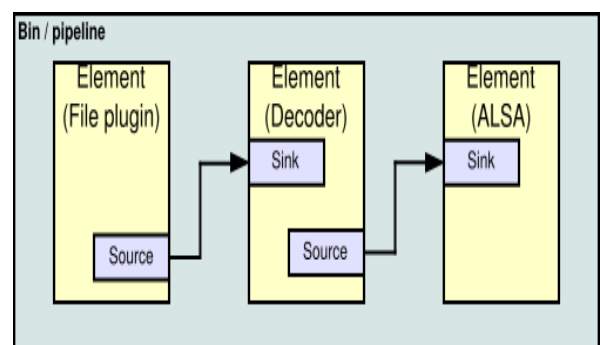 Bin / pipeline
Element
(File plugin)
Source
Element
(Decoder)
Sink
Source
Element
(ALSA)
Sink